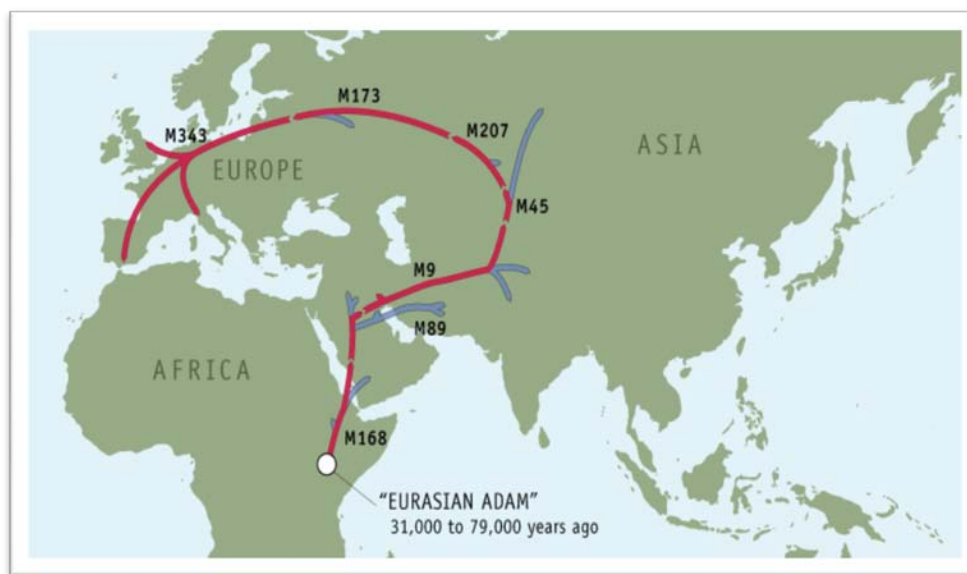 M173
M343
M207
EUROPE
ASIA
M45
M9
M89
AFRICA
M168
"EURASIAN ADAM"
31,000 to 79,000 years ago